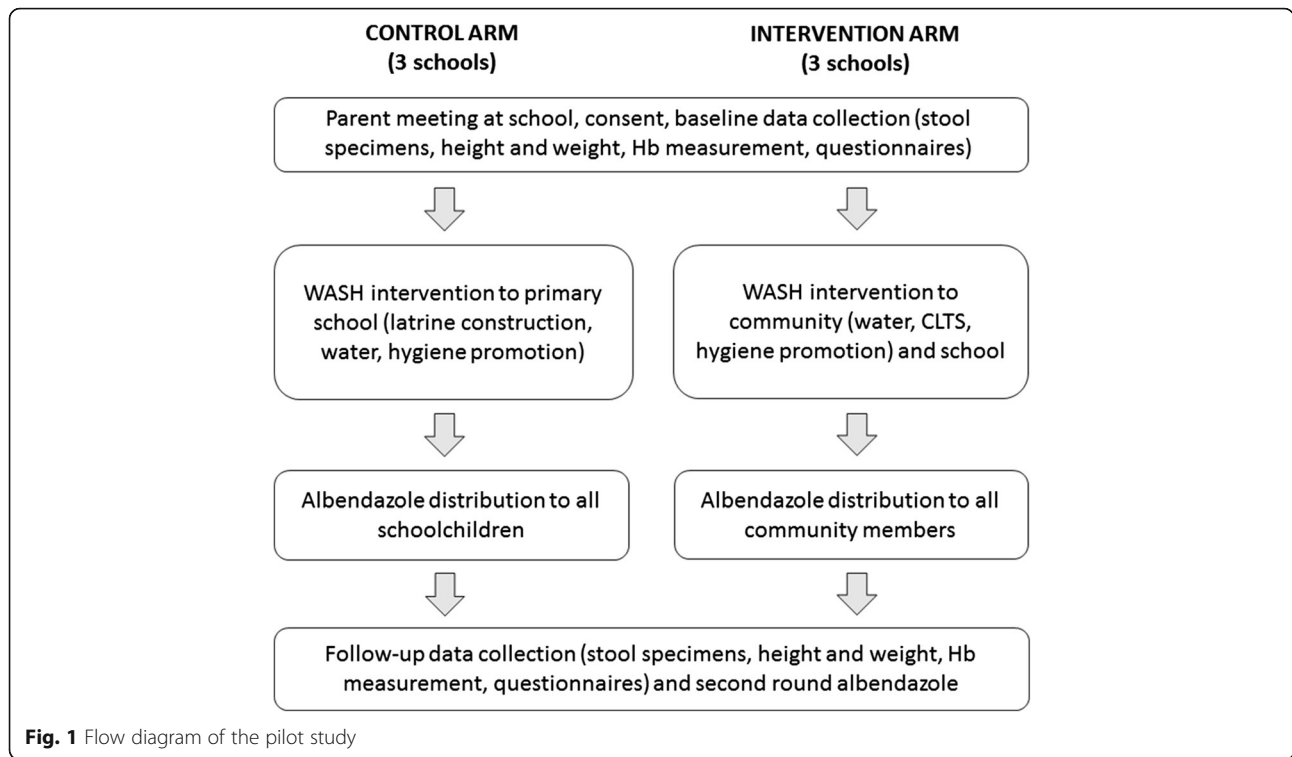 CONTROL ARM
(3 schools)
INTERVENTION ARM
(3 schools)
Parent meeting at school, consent, baseline data collection (stool
specimens, height and weight, Hb measurement, questionnaires)
WASH intervention to primary
school (latrine construction,
water, hygiene promotion)
WASH intervention to
community (water, CLTS,
hygiene promotion) and school
Albendazole distribution to all
schoolchildren
Albendazole distribution to all
community members
Follow-up data collection (stool specimens, height and weight, Hb
measurement, questionnaires) and second round albendazole
Fig. 1 Flow diagram of the pilot study